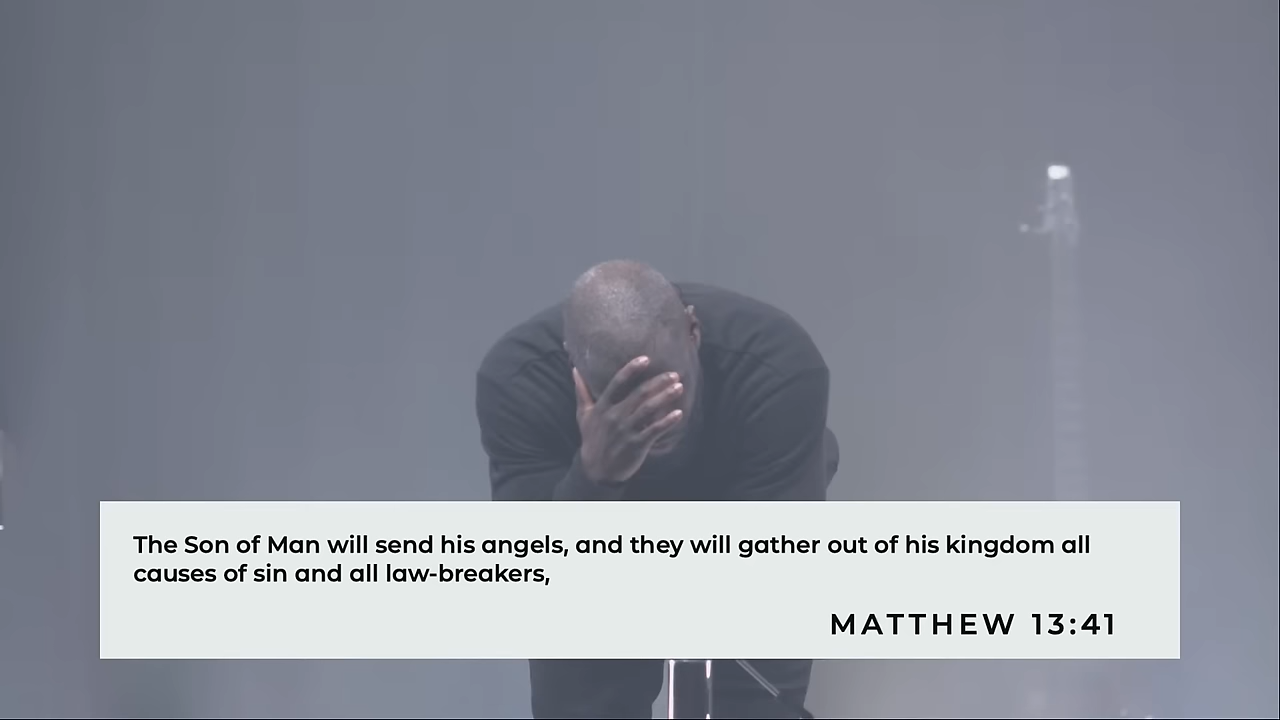 The Son of Man will send his angels, and they will gather out of his kingdom all
causes of sin and all law-breakers,
MATTHEW 13:41